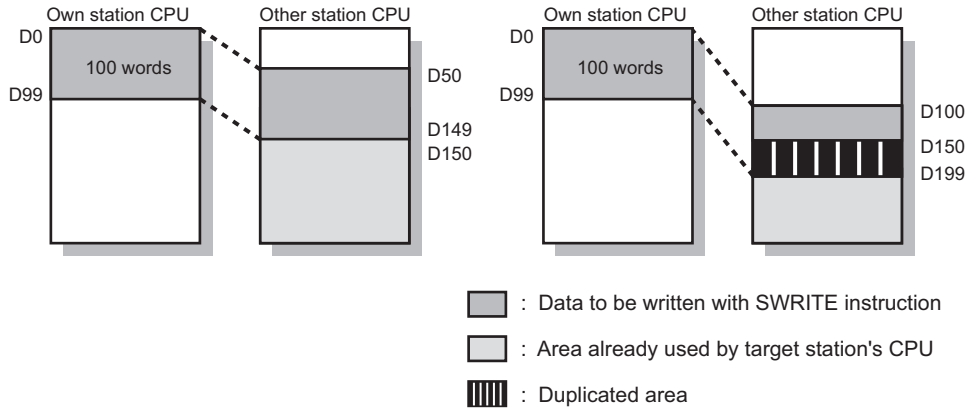 Own station CPU
Other station CPU
D0
100 words
D99
D50
D149
D150
Own station CPU
Other station CPU
D0
100 words
D99
D100
D150
D199
: Data to be written with SWRITE instruction
: Area already used by target station's CPU
: Duplicated area